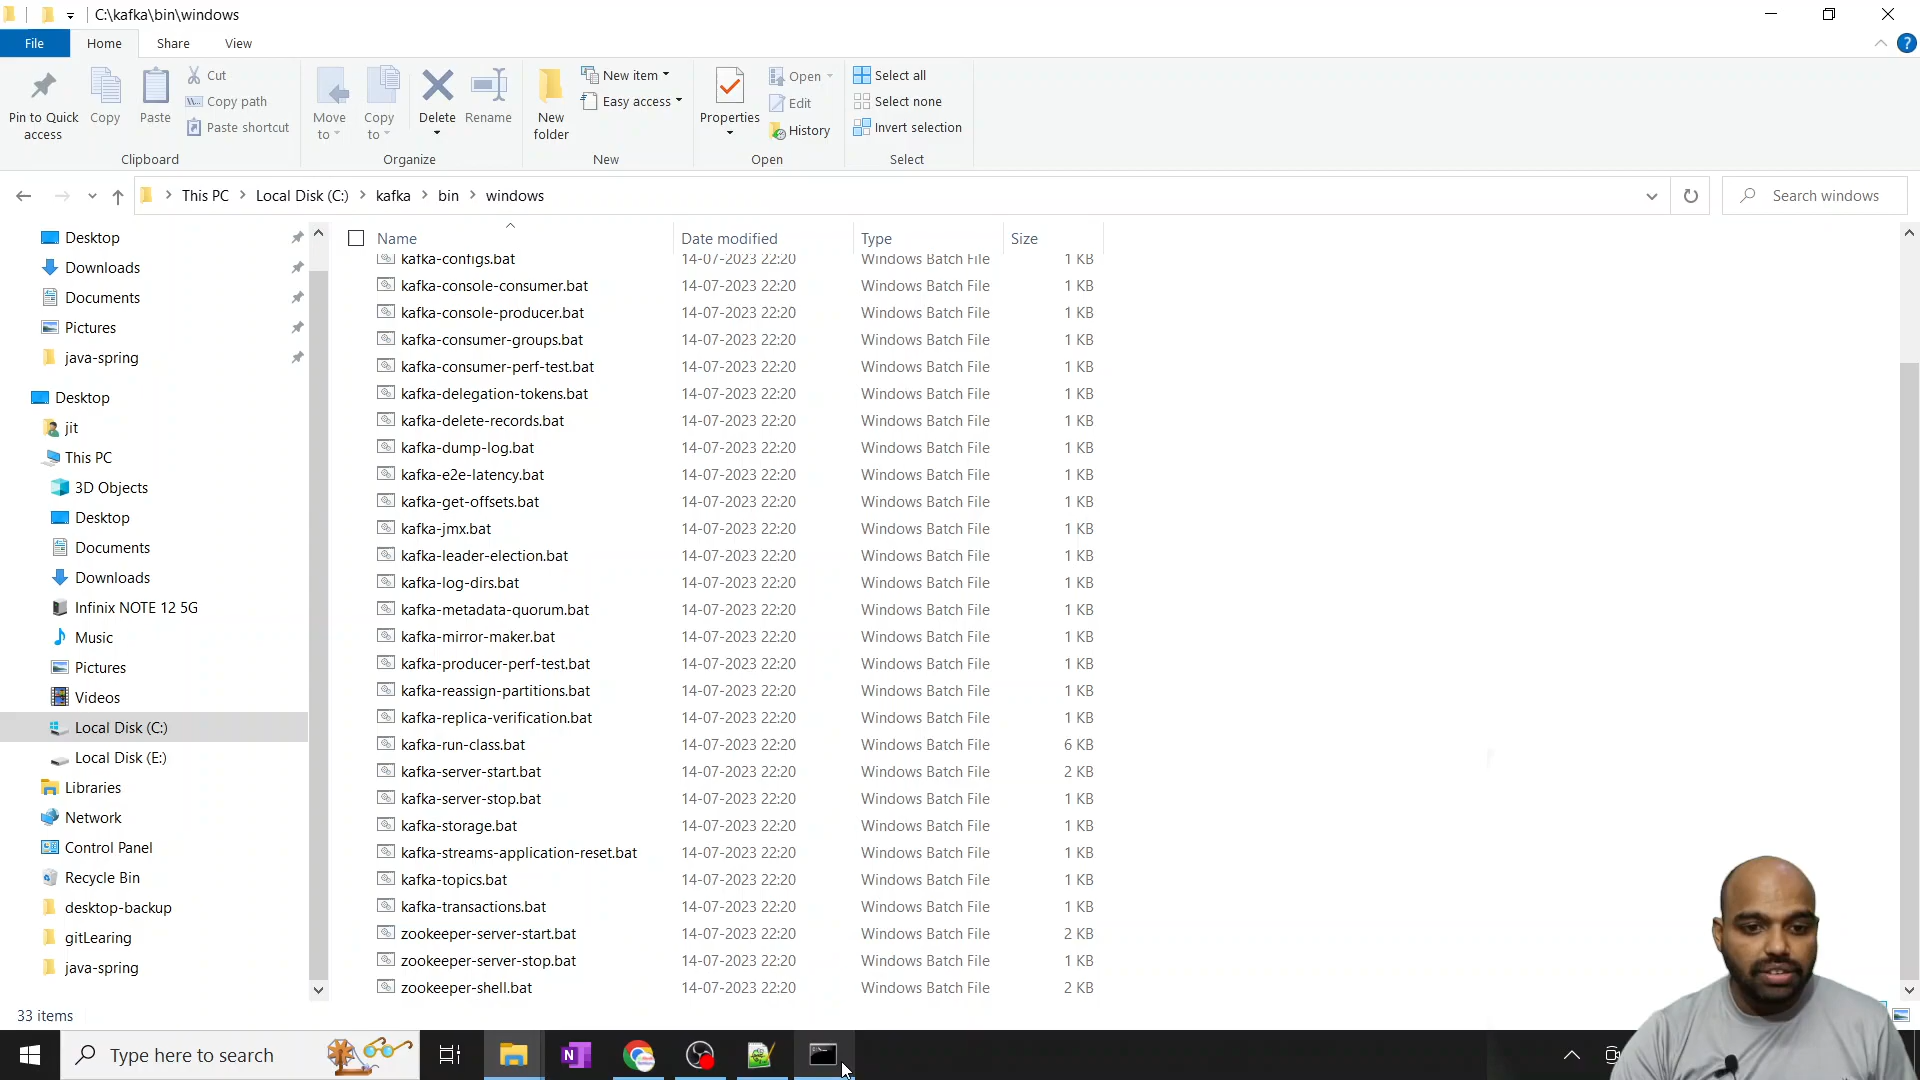 C:\kafka\bin\windows
File Home Share View
Pin to Quick access
Copy
Paste
Cut
Copy path
Paste shortcut
Clipboard
Move to
Copy to
Delete
Rename
Organize
New folder
New item
Easy access
New
Properties
Open
Edit
History
Open
Select all
Select none
Invert selection
Select
This PC > Local Disk (C:) > kafka > bin > windows
Search windows
Desktop
Downloads
Documents
Pictures
java-spring
Desktop
jit
This PC
3D Objects
Desktop
Documents
Downloads
Infinix NOTE 12 5G
Music
Pictures
Videos
Local Disk (C:)
Local Disk (E:)
Libraries
Network
Control Panel
Recycle Bin
desktop-backup
gitLearing
java-spring
Name Date modified Type Size
kafka-configs.bat 14-07-2023 22:20 Windows Batch File 1 KB
kafka-console-consumer.bat 14-07-2023 22:20 Windows Batch File 1 KB
kafka-console-producer.bat 14-07-2023 22:20 Windows Batch File 1 KB
kafka-consumer-groups.bat 14-07-2023 22:20 Windows Batch File 1 KB
kafka-consumer-perf-test.bat 14-07-2023 22:20 Windows Batch File 1 KB
kafka-delegation-tokens.bat 14-07-2023 22:20 Windows Batch File 1 KB
kafka-delete-records.bat 14-07-2023 22:20 Windows Batch File 1 KB
kafka-dump-log.bat 14-07-2023 22:20 Windows Batch File 1 KB
kafka-e2e-latency.bat 14-07-2023 22:20 Windows Batch File 1 KB
kafka-get-offsets.bat 14-07-2023 22:20 Windows Batch File 1 KB
kafka-jmx.bat 14-07-2023 22:20 Windows Batch File 1 KB
kafka-leader-election.bat 14-07-2023 22:20 Windows Batch File 1 KB
kafka-log-dirs.bat 14-07-2023 22:20 Windows Batch File 1 KB
kafka-metadata-quorum.bat 14-07-2023 22:20 Windows Batch File 1 KB
kafka-mirror-maker.bat 14-07-2023 22:20 Windows Batch File 1 KB
kafka-producer-perf-test.bat 14-07-2023 22:20 Windows Batch File 1 KB
kafka-reassign-partitions.bat 14-07-2023 22:20 Windows Batch File 1 KB
kafka-replica-verification.bat 14-07-2023 22:20 Windows Batch File 1 KB
kafka-run-class.bat 14-07-2023 22:20 Windows Batch File 6 KB
kafka-server-start.bat 14-07-2023 22:20 Windows Batch File 2 KB
kafka-server-stop.bat 14-07-2023 22:20 Windows Batch File 1 KB
kafka-storage.bat 14-07-2023 22:20 Windows Batch File 1 KB
kafka-streams-application-reset.bat 14-07-2023 22:20 Windows Batch File 1 KB
kafka-topics.bat 14-07-2023 22:20 Windows Batch File 1 KB
kafka-transactions.bat 14-07-2023 22:20 Windows Batch File 1 KB
zookeeper-server-start.bat 14-07-2023 22:20 Windows Batch File 2 KB
zookeeper-server-stop.bat 14-07-2023 22:20 Windows Batch File 1 KB
zookeeper-shell.bat 14-07-2023 22:20 Windows Batch File 2 KB
33 items
Type here to search